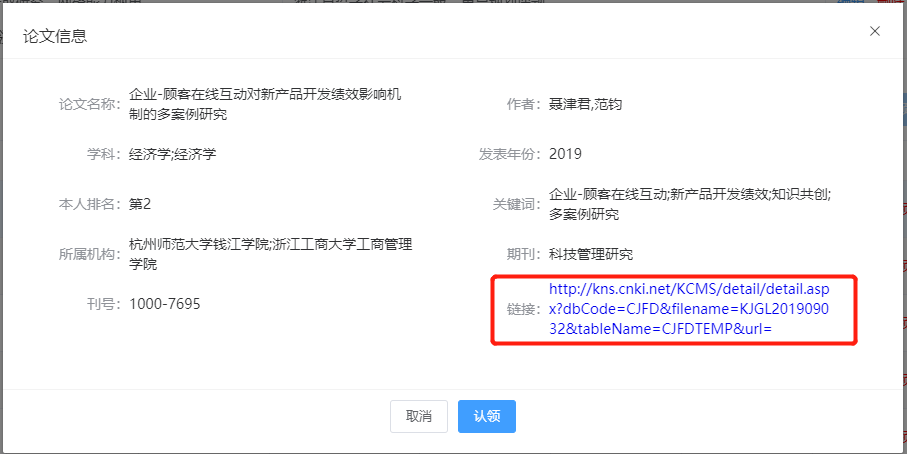 论文信息
论文名称： 企业-顾客在线互动对新产品开发绩效影响机
制的多案例研究
作者： 聂津君,范钧
学科： 经济学;经济学
发表年份： 2019
本人排名： 第2
关键词： 企业-顾客在线互动;新产品开发绩效;知识共创;
多案例研究
所属机构： 杭州师范大学钱江学院;浙江工商大学工商管理
学院
期刊： 科技管理研究
刊号： 1000-7695
链接： http://kns.cnki.net/KCMS/detail/detail.asp
x?dbCode=CJFD&filename=KJGL2019090
32&tableName=CJFDTEMP&url=
取消
认领